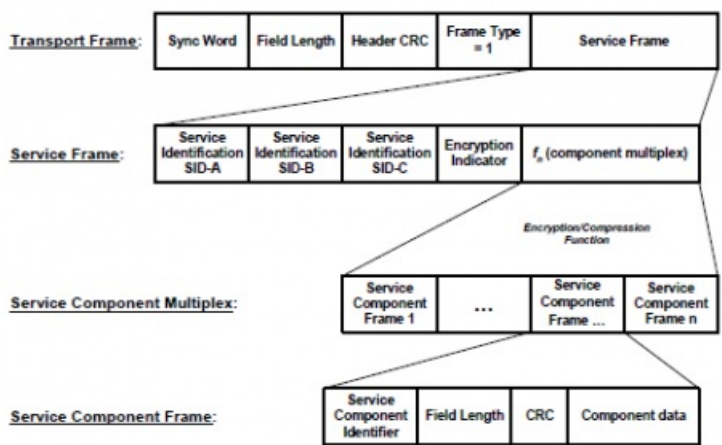 Transport Frame:
Sync Word
Field Length
Header CRC
Frame Type
= 1
Service Frame
Service Frame:
Service
Identification
SID-A
Service
Identification
SID-B
Service
Identification
SID-C
Encryption
Indicator
fn (component multiplex)
Encryption/Compression
Function
Service Component Multiplex:
Service
Component
Frame 1
...
Service
Component
Frame ...
Service
Component
Frame n
Service Component Frame:
Service
Component
Identifier
Field Length
CRC
Component data